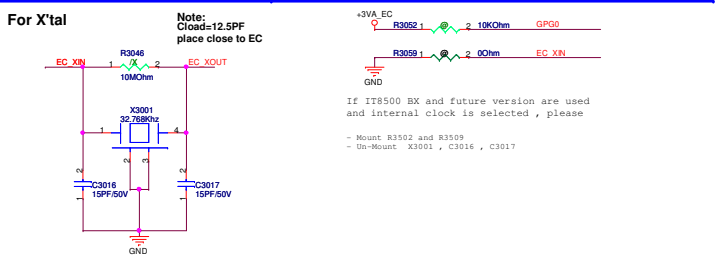 For X'tal
Note:
Cload=12.5PF
place close to EC
R3046
EC_XIN 1 /X 2 EC_XOUT
10MOhm
X3001
32.768Khz
1 4
2 3
2 C3016 2 C3017
1 15PF/50V 1 15PF/50V
GND
+3VA_EC
R3052 1 @ 2 10KOhm GPG0
R3059 1 @ 2 0Ohm EC_XIN
GND
If IT8500 BX and future version are used
and internal clock is selected , please
- Mount R3502 and R3509
- Un-Mount X3001 , C3016 , C3017